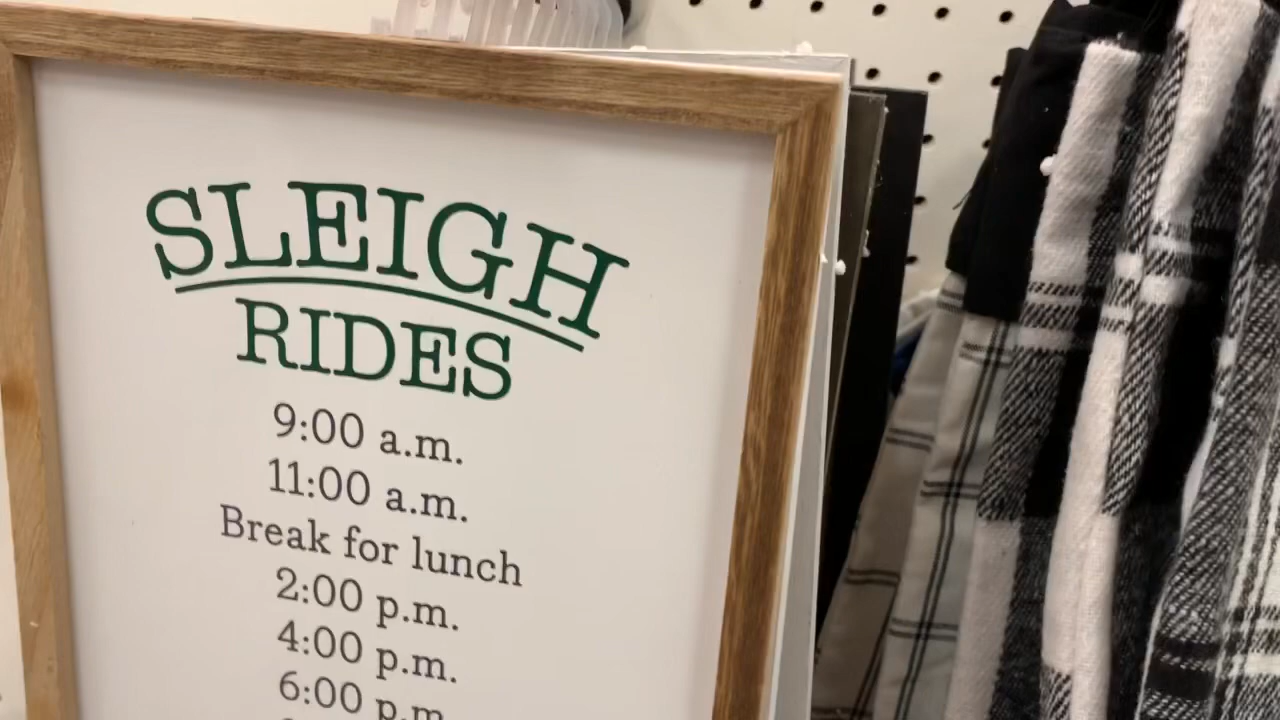 SLEIGH
RIDES
9:00 a.m.
11:00 a.m.
Break for lunch
2:00 p.m.
4:00 p.m.
6:00 p.m